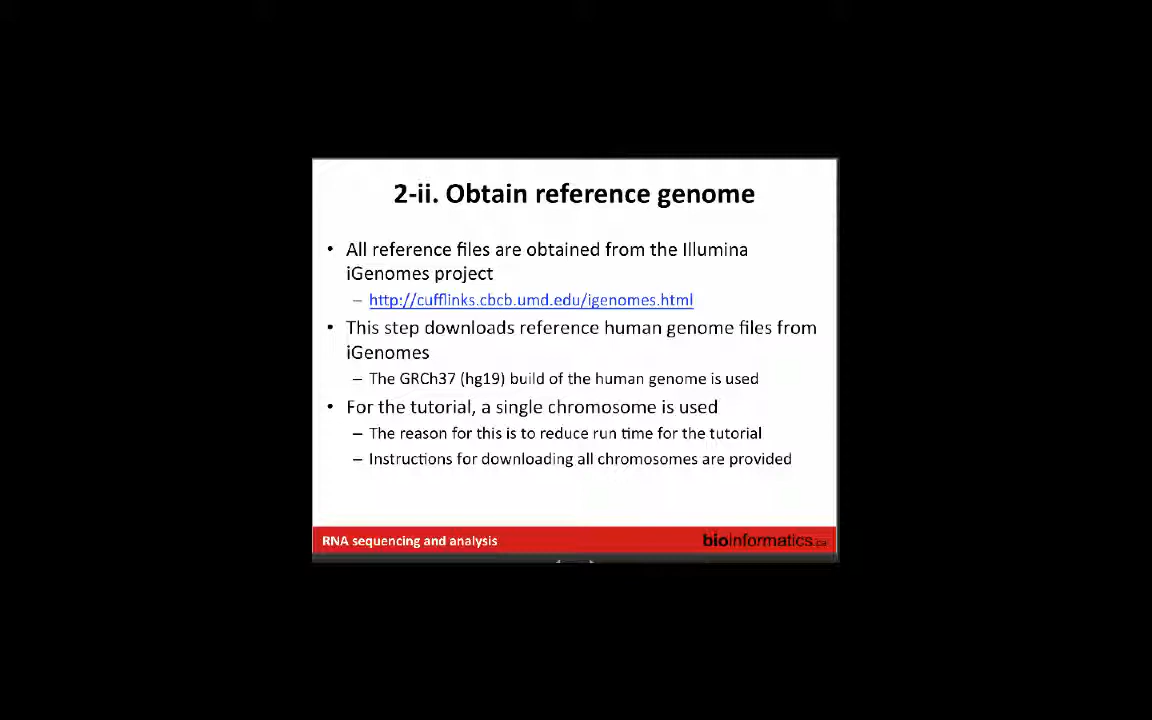 2-ii. Obtain reference genome
• All reference files are obtained from the Illumina
iGenomes project
– http://cufflinks.cbcb.umd.edu/igenomes.html
• This step downloads reference human genome files from
iGenomes
– The GRCh37 (hg19) build of the human genome is used
• For the tutorial, a single chromosome is used
– The reason for this is to reduce run time for the tutorial
– Instructions for downloading all chromosomes are provided
RNA sequencing and analysis
bioinformatics.ca